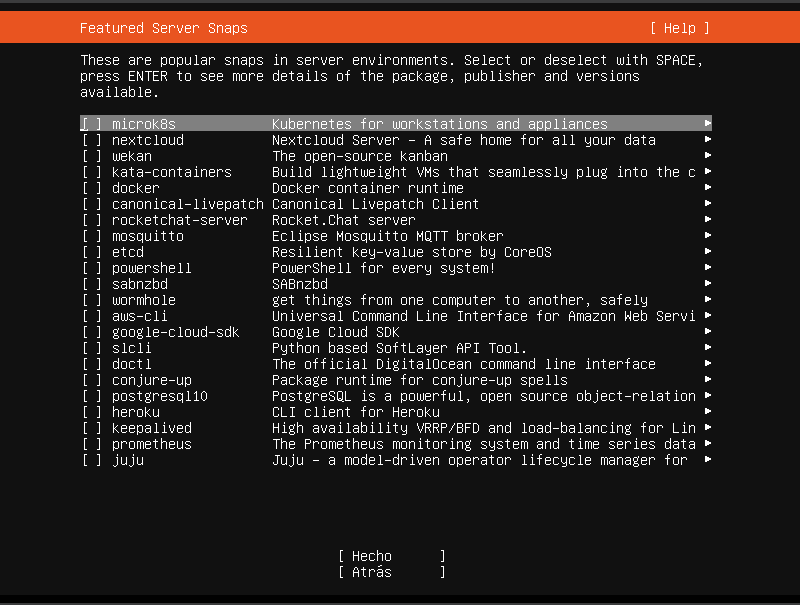 Featured Server Snaps [ Help ]
These are popular snaps in server environments. Select or deselect with SPACE,
press ENTER to see more details of the package, publisher and versions
available.
[ ] microk8s Kubernetes for workstations and appliances ►
[ ] nextcloud Nextcloud Server - A safe home for all your data ►
[ ] wekan The open-source kanban ►
[ ] kata-containers Build lightweight VMs that seamlessly plug into the c ►
[ ] docker Docker container runtime ►
[ ] canonical-livepatch Canonical Livepatch Client ►
[ ] rocketchat-server Rocket.Chat server ►
[ ] mosquitto Eclipse Mosquitto MQTT broker ►
[ ] etcd Resilient key-value store by CoreOS ►
[ ] powershell PowerShell for every system! ►
[ ] sabnzbd SABnzbd ►
[ ] wormhole get things from one computer to another, safely ►
[ ] aws-cli Universal Command Line Interface for Amazon Web Servi ►
[ ] google-cloud-sdk Google Cloud SDK ►
[ ] slcli Python based SoftLayer API Tool. ►
[ ] doctl The official DigitalOcean command line interface ►
[ ] conjure-up Package runtime for conjure-up spells ►
[ ] postgresql10 PostgreSQL is a powerful, open source object-relation ►
[ ] heroku CLI client for Heroku ►
[ ] keepalived High availability VRRP/BFD and load-balancing for Lin ►
[ ] prometheus The Prometheus monitoring system and time series data ►
[ ] juju Juju - a model-driven operator lifecycle manager for ►
[ Hecho ]
[ Atrás ]